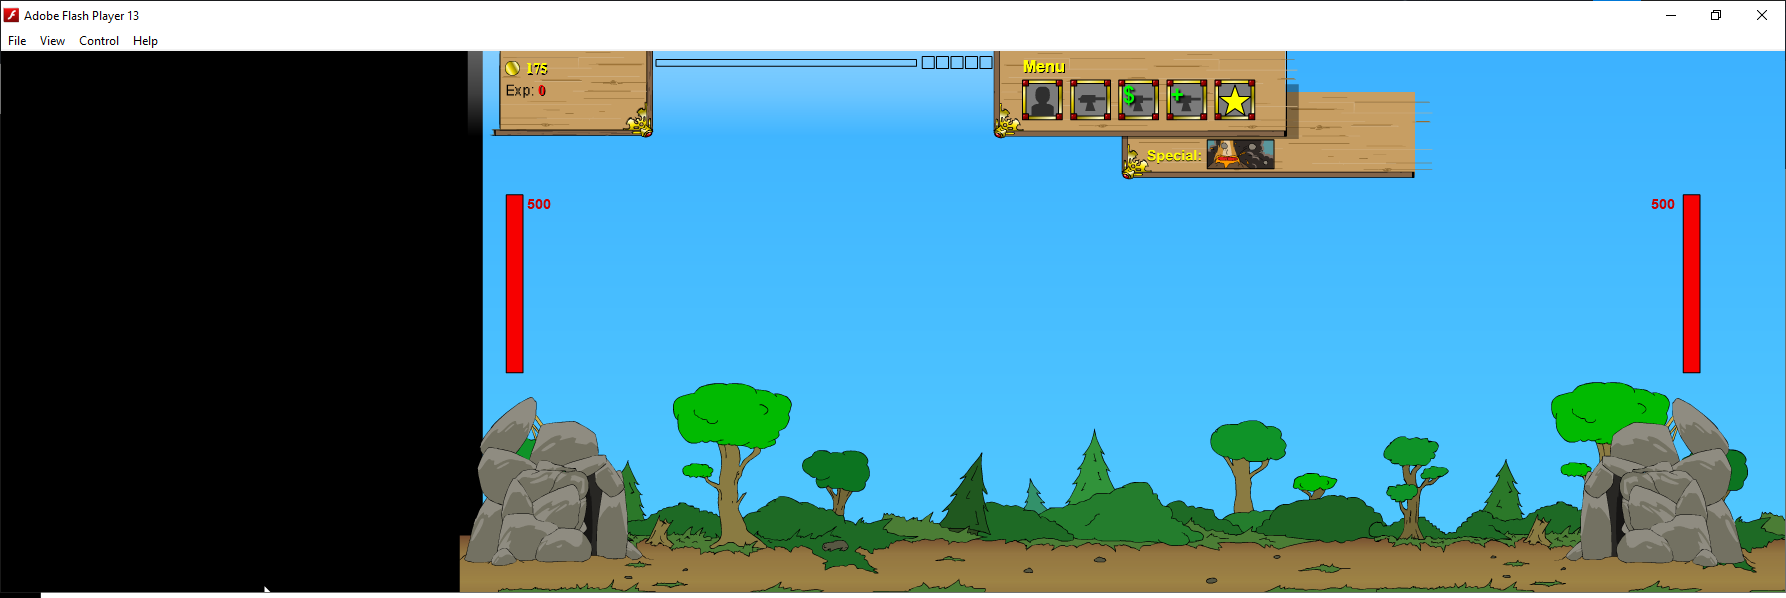 Adobe Flash Player 13
File View Control Help
175
Exp: 0
Menu
$
+
Special:
500
500